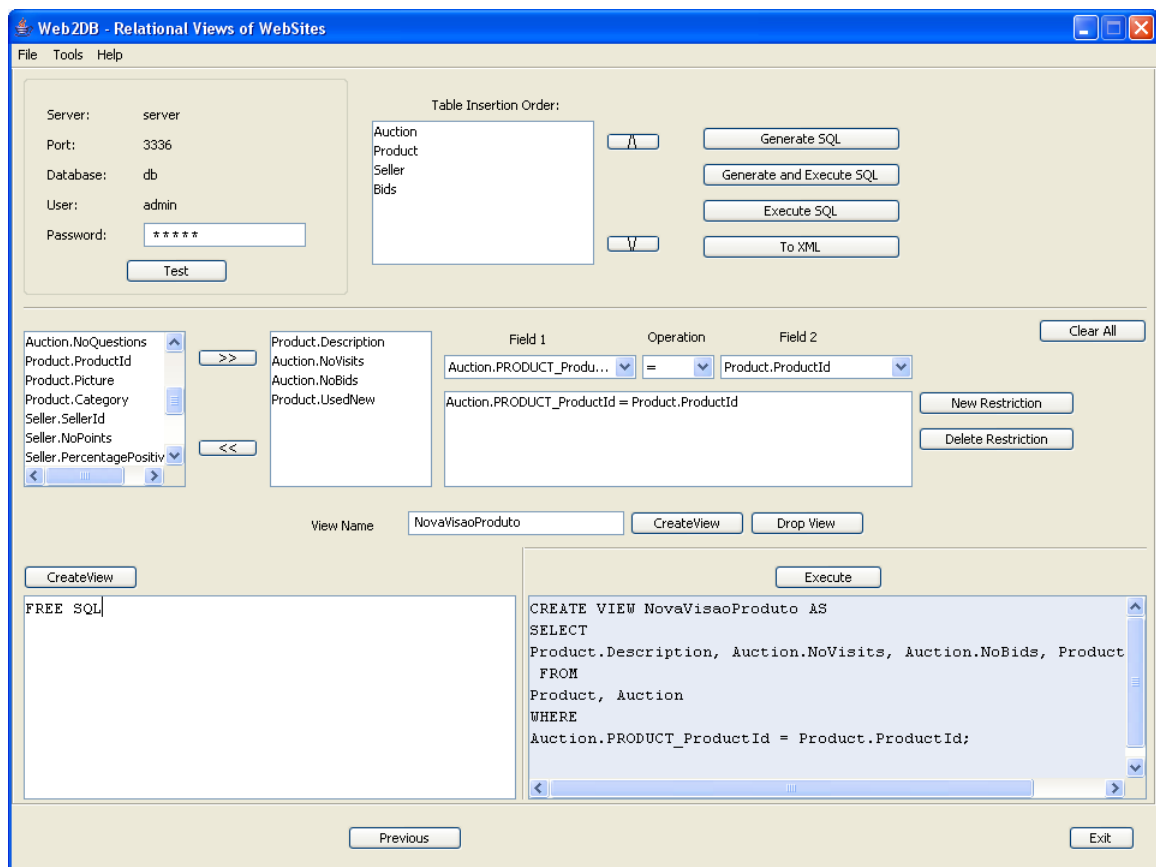 Web2DB - Relational Views of WebSites
File Tools Help
Server: server
Port: 3336
Database: db
User: admin
Password: *****
Test
Table Insertion Order:
Auction
Product
Seller
Bids
/\
\/
Generate SQL
Generate and Execute SQL
Execute SQL
To XML
Clear All
Auction.NoQuestions
Product.ProductId
Product.Picture
Product.Category
Seller.SellerId
Seller.NoPoints
Seller.PercentagePositiv
>>
<<
Product.Description
Auction.NoVisits
Auction.NoBids
Product.UsedNew
Field 1 Operation Field 2
Auction.PRODUCT_Produ... = Product.ProductId
Auction.PRODUCT_ProductId = Product.ProductId
New Restriction
Delete Restriction
View Name NovaVisaoProduto CreateView Drop View
CreateView
FREE SQL
Execute
CREATE VIEW NovaVisaoProduto AS
SELECT
Product.Description, Auction.NoVisits, Auction.NoBids, Product
FROM
Product, Auction
WHERE
Auction.PRODUCT_ProductId = Product.ProductId;
Previous
Exit